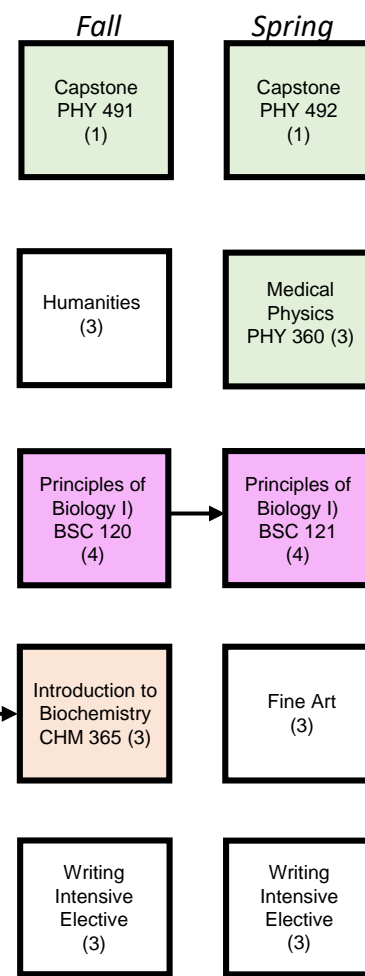 Fall
Spring
Capstone
PHY 491
(1)
Capstone
PHY 492
(1)
Humanities
(3)
Medical
Physics
PHY 360 (3)
Principles of
Biology I)
BSC 120
(4)
Principles of
Biology I)
BSC 121
(4)
Introduction to
Biochemistry
CHM 365 (3)
Fine Art
(3)
Writing
Intensive
Elective
(3)
Writing
Intensive
Elective
(3)